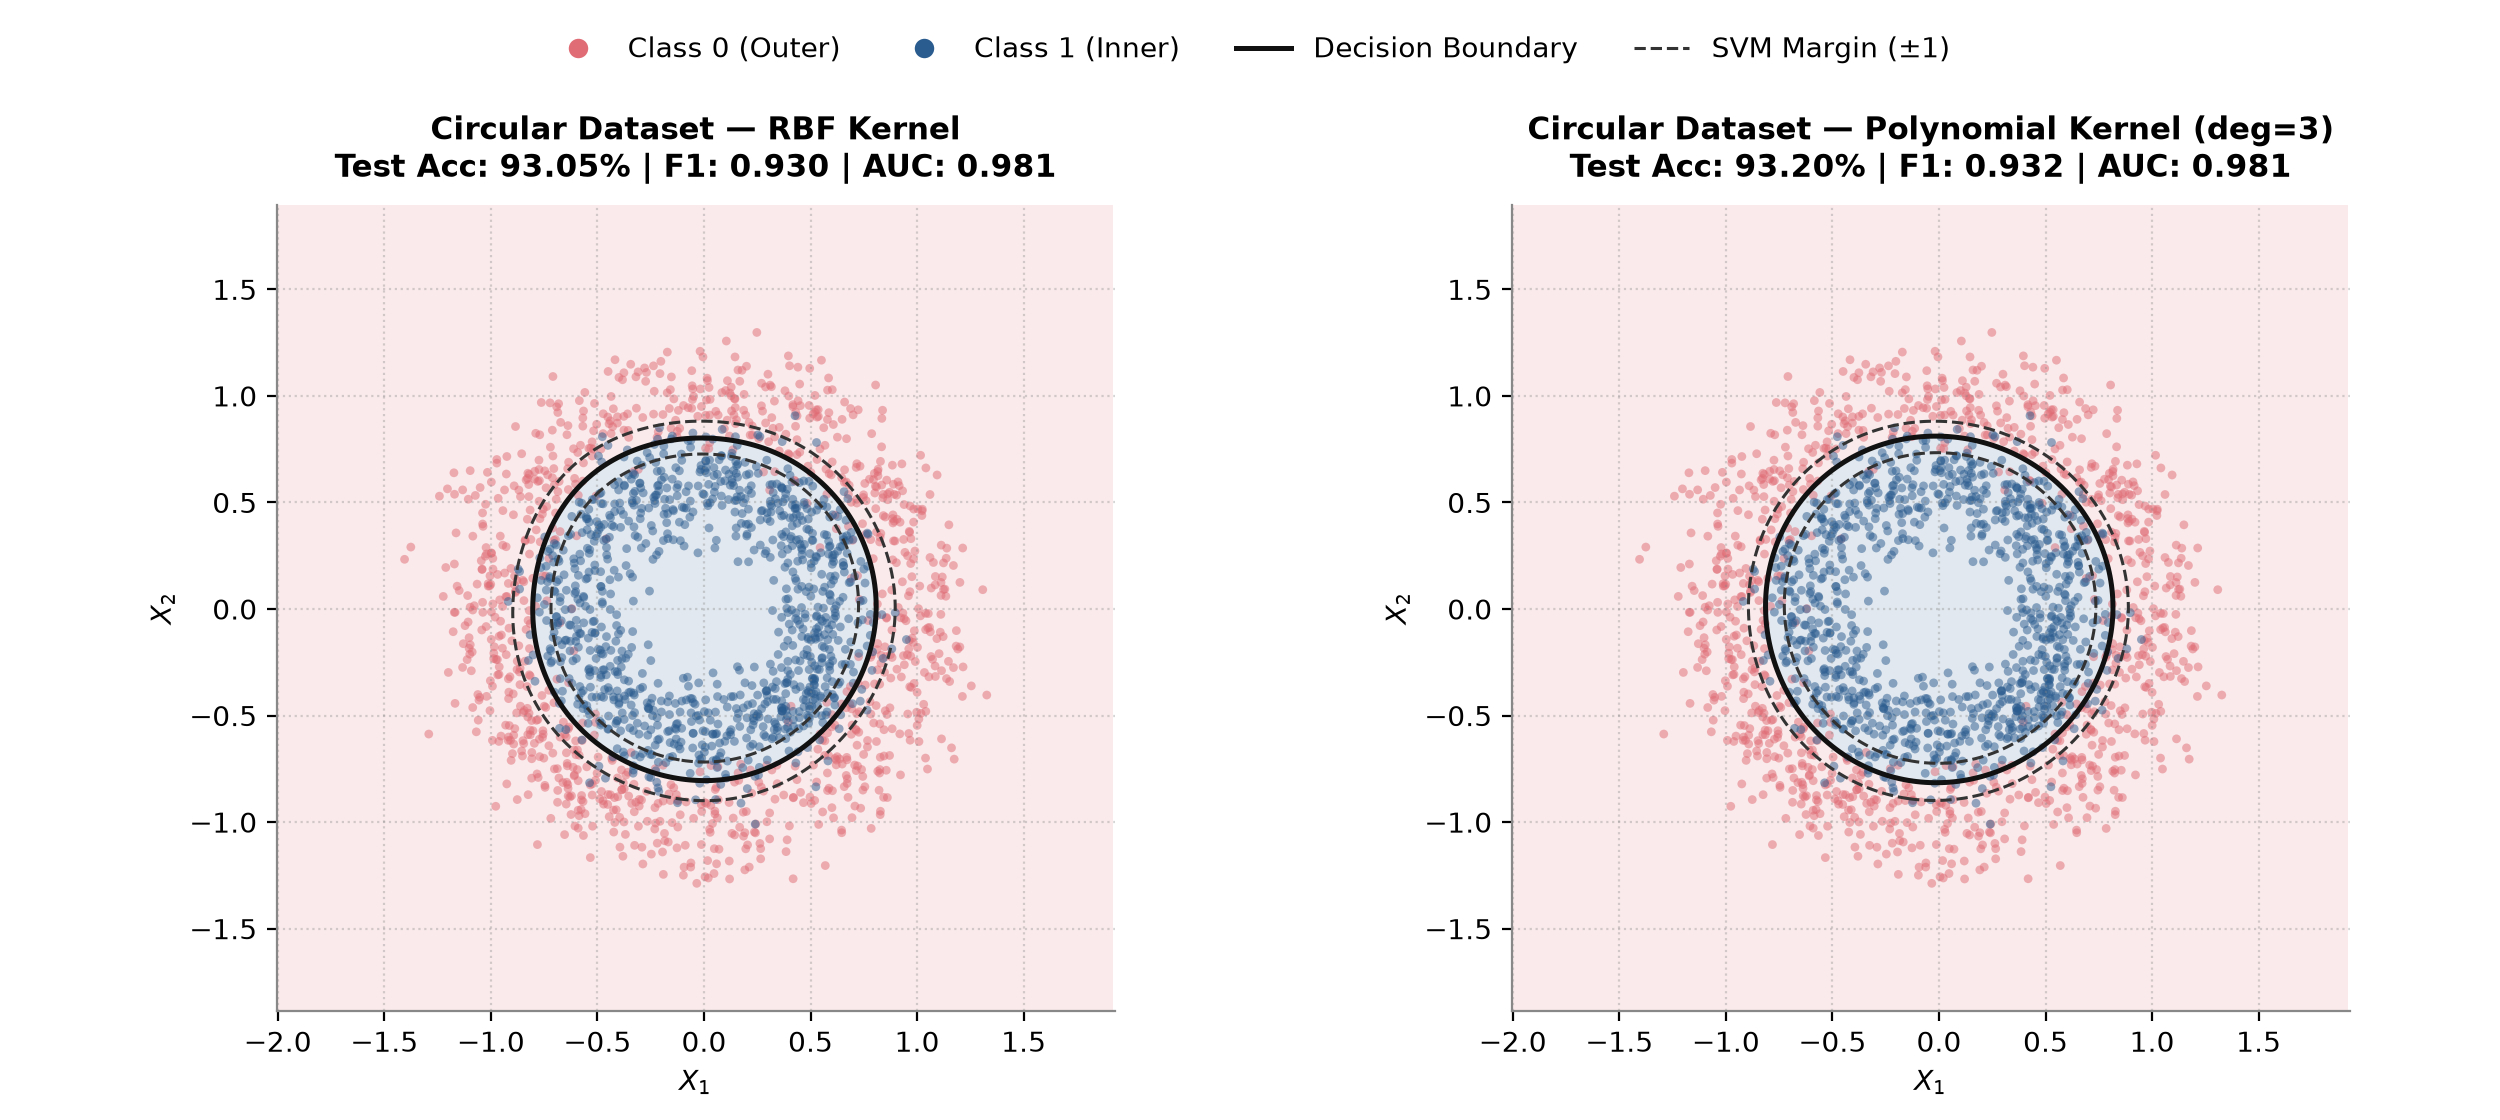 Class 0 (Outer) Class 1 (Inner) Decision Boundary SVM Margin (±1)
Circular Dataset — RBF Kernel
Test Acc: 93.05% | F1: 0.930 | AUC: 0.981
1.5
1.0
0.5
0.0
−0.5
−1.0
−1.5
X₂
−2.0 −1.5 −1.0 −0.5 0.0 0.5 1.0 1.5
X₁
Circular Dataset — Polynomial Kernel (deg=3)
Test Acc: 93.20% | F1: 0.932 | AUC: 0.981
1.5
1.0
0.5
0.0
−0.5
−1.0
−1.5
X₂
−2.0 −1.5 −1.0 −0.5 0.0 0.5 1.0 1.5
X₁